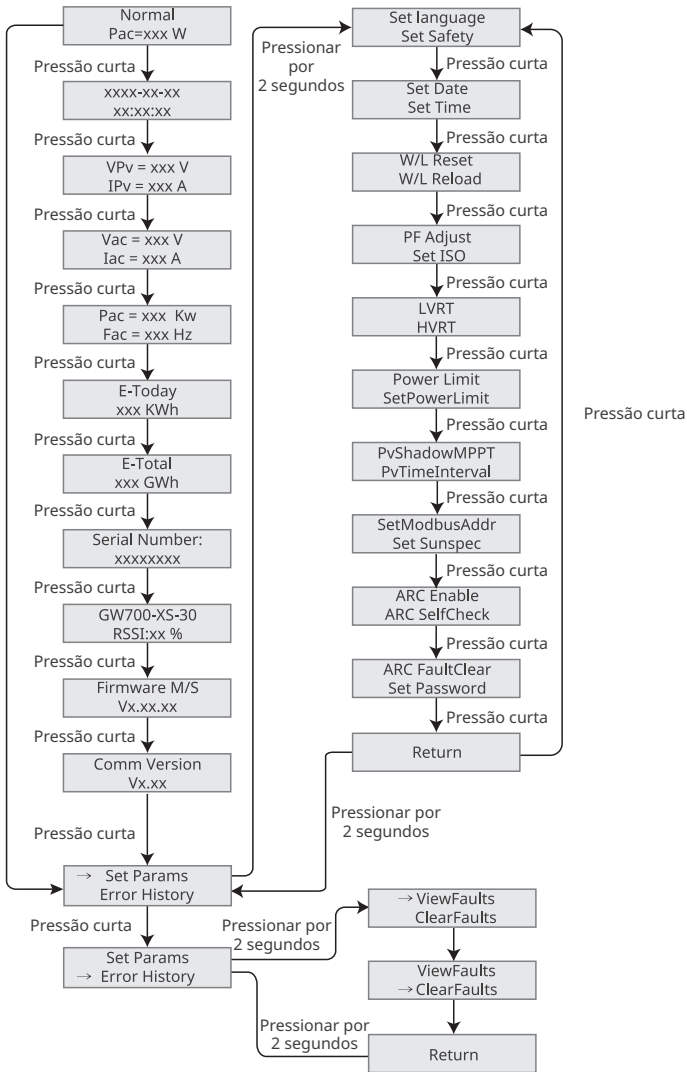 Normal
Pac=xxx W
Pressão curta
xxxx-xx-xx
xx:xx:xx
Pressão curta
VPv = xxx V
IPv = xxx A
Pressão curta
Vac = xxx V
Iac = xxx A
Pressão curta
Pac = xxx Kw
Fac = xxx Hz
Pressão curta
E-Today
xxx KWh
Pressão curta
E-Total
xxx GWh
Pressão curta
Serial Number:
xxxxxxxx
Pressão curta
GW700-XS-30
RSSI:xx %
Pressão curta
Firmware M/S
Vx.xx.xx
Pressão curta
Comm Version
Vx.xx
Pressão curta
→ Set Params
Error History
Pressão curta
Set Params
→ Error History
Pressionar
por
2 segundos
Set language
Set Safety
Pressão curta
Set Date
Set Time
Pressão curta
W/L Reset
W/L Reload
Pressão curta
PF Adjust
Set ISO
Pressão curta
LVRT
HVRT
Pressão curta
Power Limit
SetPowerLimit
Pressão curta
PvShadowMPPT
PvTimeInterval
Pressão curta
SetModbusAddr
Set Sunspec
Pressão curta
ARC Enable
ARC SelfCheck
Pressão curta
ARC FaultClear
Set Password
Pressão curta
Return
Pressão curta
Pressionar por
2 segundos
Pressionar por
2 segundos
→ ViewFaults
ClearFaults
ViewFaults
→ ClearFaults
Pressionar por
2 segundos
Return